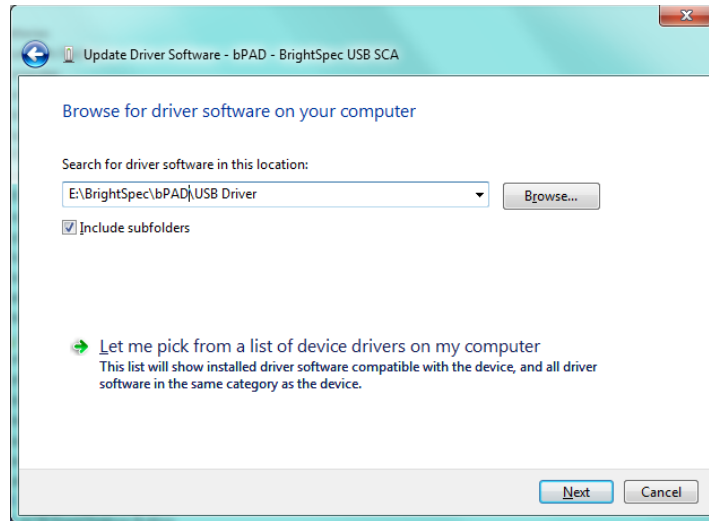 Update Driver Software - bPAD - BrightSpec USB SCA
Browse for driver software on your computer
Search for driver software in this location:
E:\BrightSpec\bPAD\USB Driver
Browse...
Include subfolders
Let me pick from a list of device drivers on my computer
This list will show installed driver software compatible with the device, and all driver
software in the same category as the device.
Next
Cancel